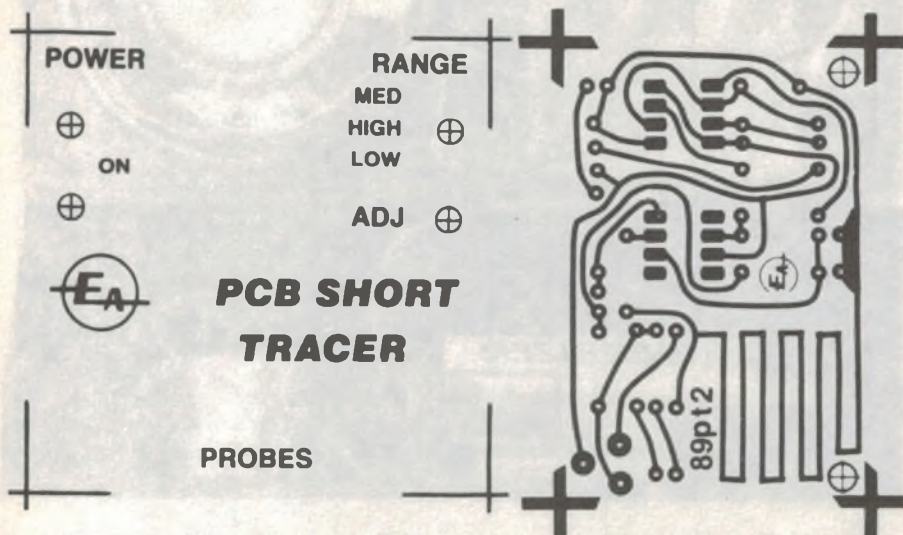 POWER
RANGE
MED
HIGH
LOW
ON
ADJ
EA
PCB SHORT
TRACER
PROBES
EA
89pt2